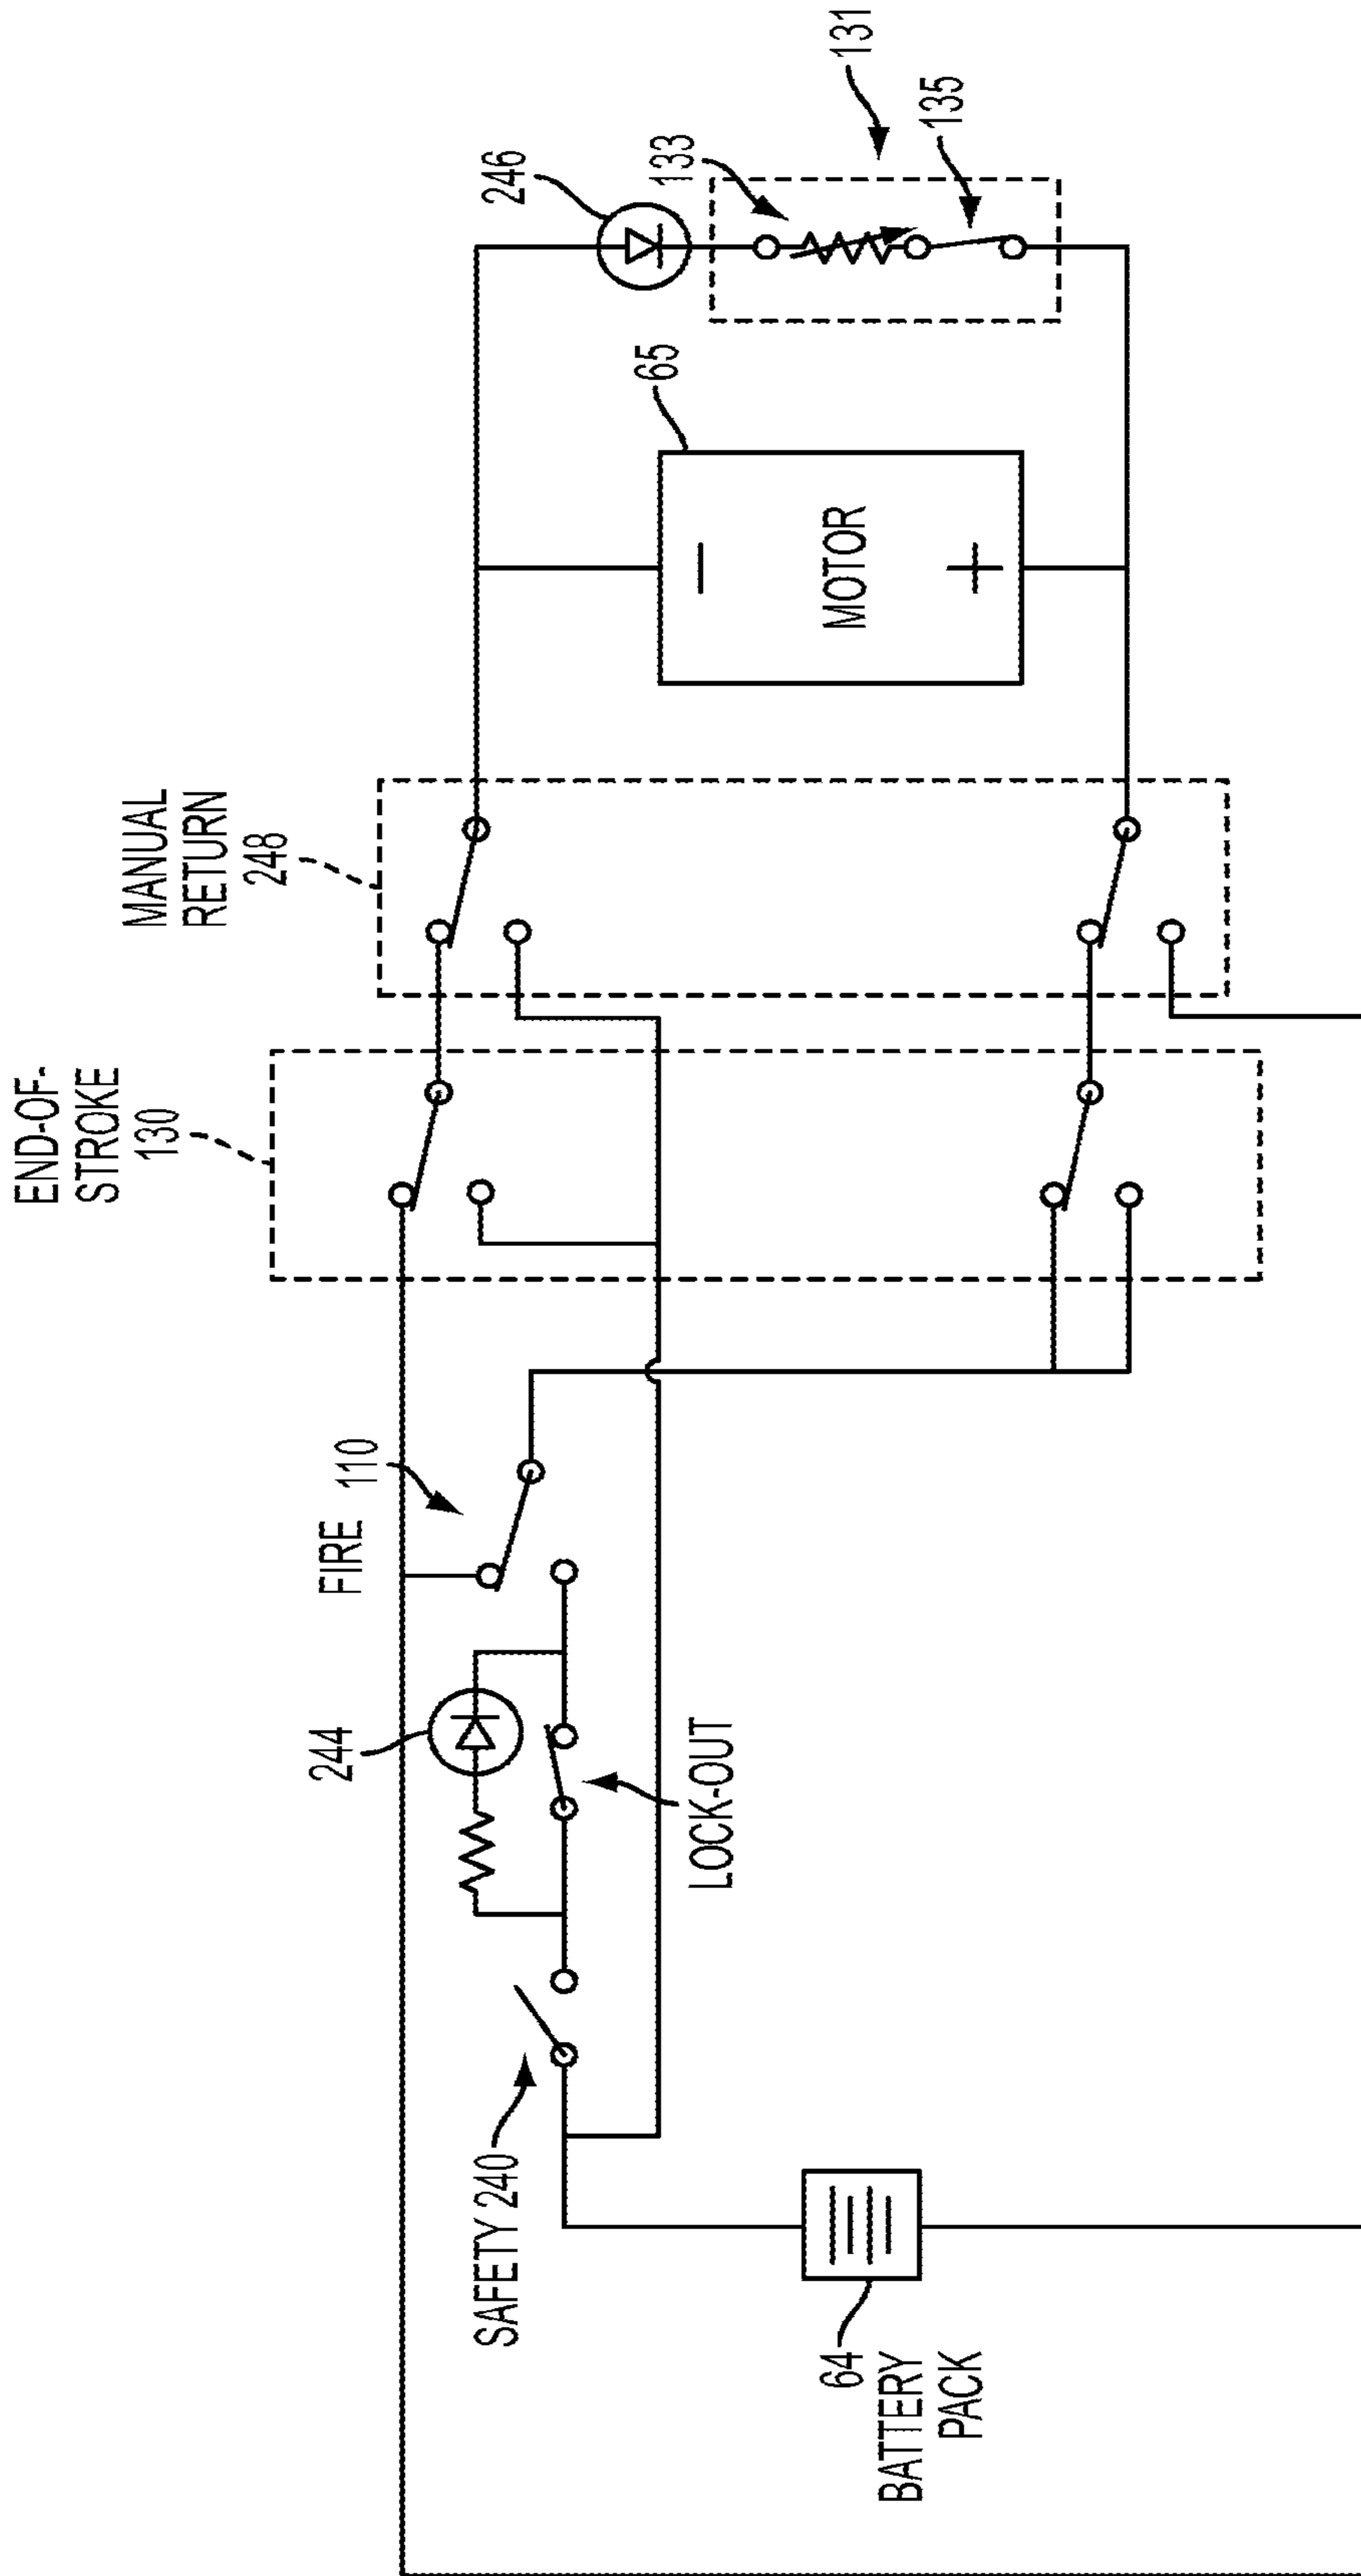 END-OF-
STROKE
130
MANUAL
RETURN
248
246
133
131
135
65
−
MOTOR
+
FIRE 110
244
LOCK-OUT
SAFETY 240
64
BATTERY
PACK